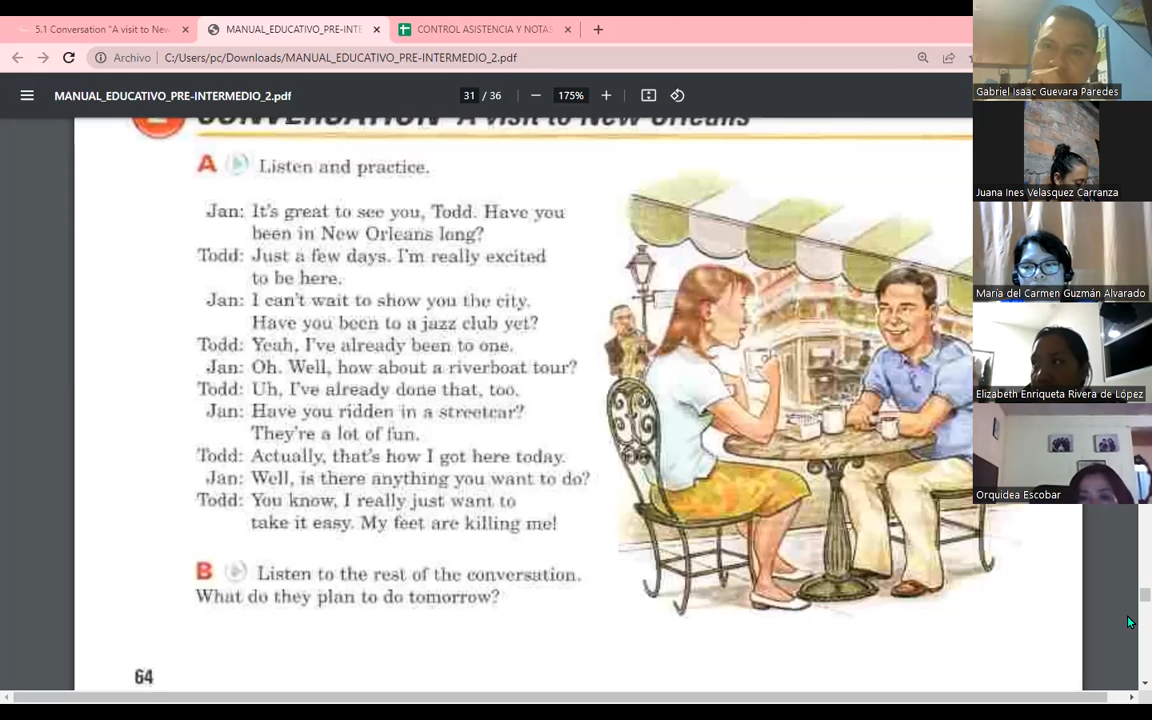 5.1 Conversation "A visit to New
MANUAL_EDUCATIVO_PRE-INTE
CONTROL ASISTENCIA Y NOTAS
Archivo
C:/Users/pc/Downloads/MANUAL_EDUCATIVO_PRE-INTERMEDIO_2.pdf
MANUAL_EDUCATIVO_PRE-INTERMEDIO_2.pdf
31 / 36
175%
2 CONVERSATION A visit to New Orleans
A Listen and practice.
Jan: It's great to see you, Todd. Have you
been in New Orleans long?
Todd: Just a few days. I'm really excited
to be here.
Jan: I can't wait to show you the city.
Have you been to a jazz club yet?
Todd: Yeah, I've already been to one.
Jan: Oh. Well, how about a riverboat tour?
Todd: Uh, I've already done that, too.
Jan: Have you ridden in a streetcar?
They're a lot of fun.
Todd: Actually, that's how I got here today.
Jan: Well, is there anything you want to do?
Todd: You know, I really just want to
take it easy. My feet are killing me!
B Listen to the rest of the conversation.
What do they plan to do tomorrow?
64
Gabriel Isaac Guevara Paredes
Juana Ines Velasquez Carranza
María del Carmen Guzmán Alvarado
Elizabeth Enriqueta Rivera de López
Orquidea Escobar